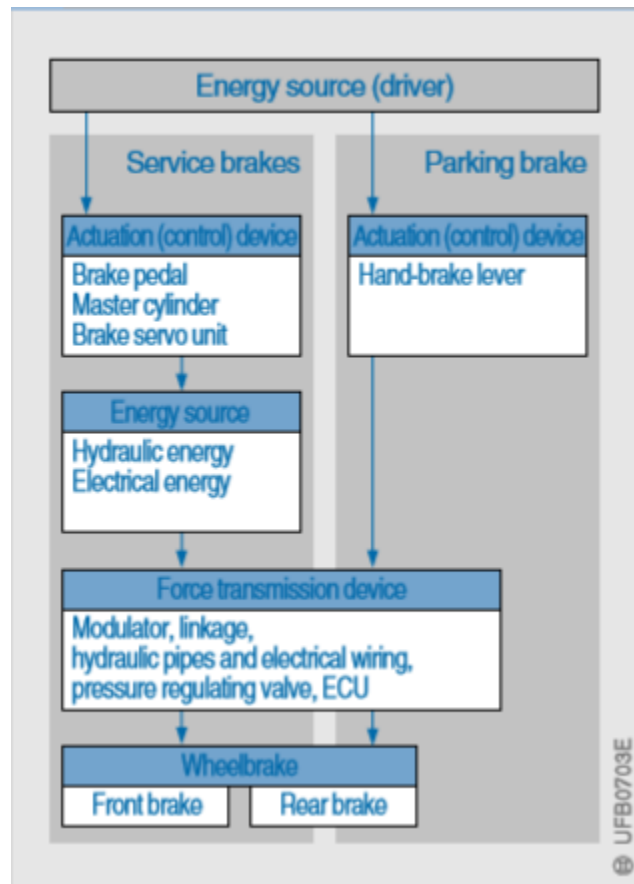 Energy source (driver)
Service brakes
Parking brake
Actuation (control) device
Brake pedal
Master cylinder
Brake servo unit
Actuation (control) device
Hand-brake lever
Energy source
Hydraulic energy
Electrical energy
Force transmission device
Modulator, linkage,
hydraulic pipes and electrical wiring,
pressure regulating valve, ECU
Wheelbrake
Front brake
Rear brake
UFB0703E